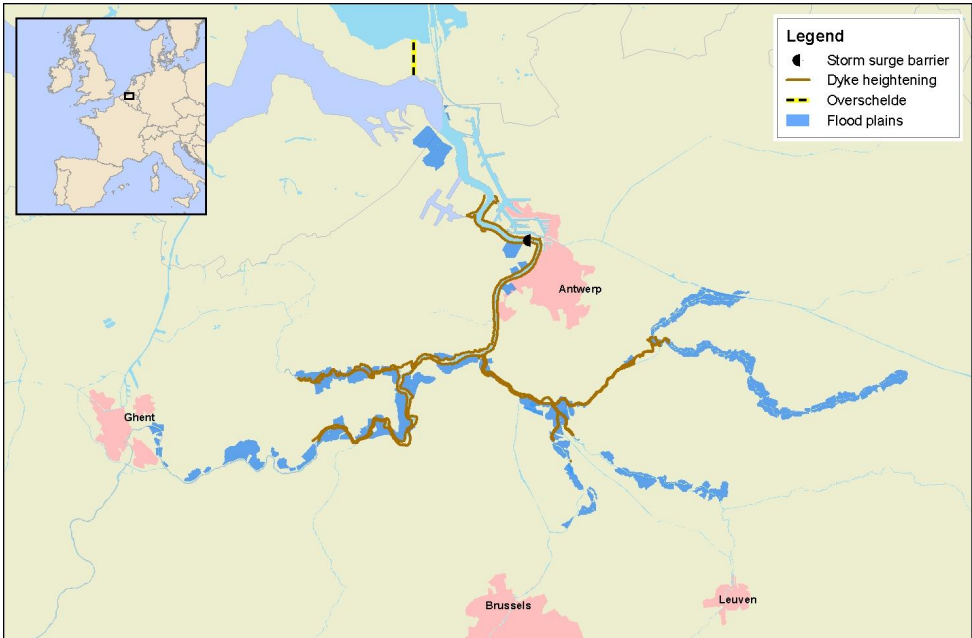 Legend
Storm surge barrier
Dyke heightening
Overschelde
Flood plains
Antwerp
Ghent
Brussels
Leuven